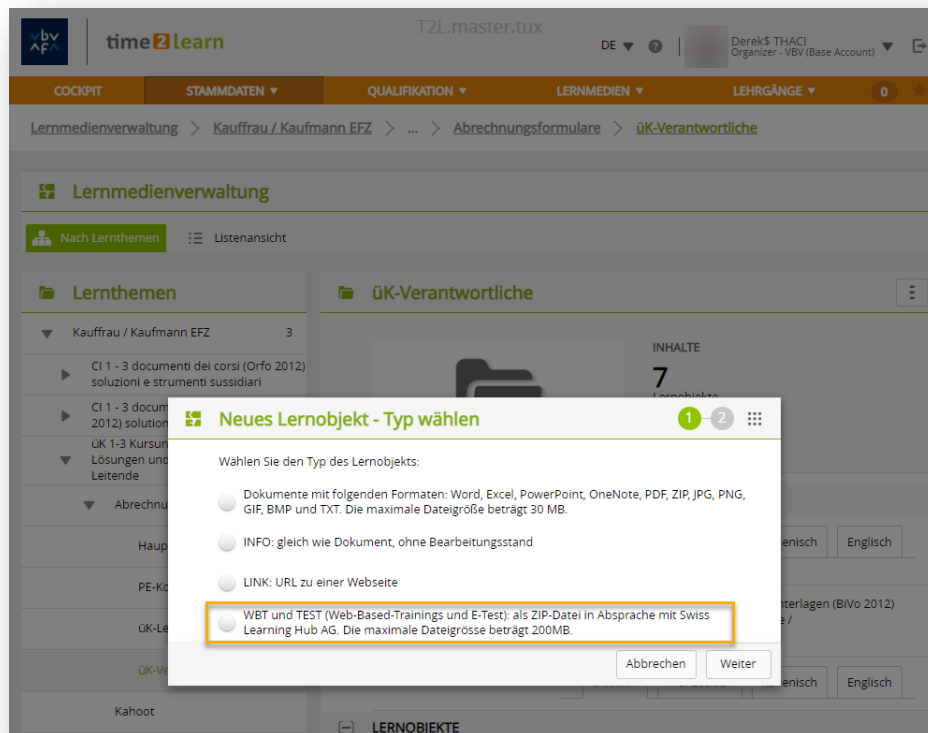 T2L.master.tux
vbv
AFA
time2learn
DE
Derek$ THACI
Organizer - VBV (Base Account)
COCKPIT STAMMDATEN QUALIFIKATION LERNMEDIEN LEHRGÄNGE 0
Lernmedienverwaltung > Kauffrau / Kaufmann EFZ > ... > Abrechnungsformulare > üK-Verantwortliche
Lernmedienverwaltung
Nach Lernthemen Listenansicht
Lernthemen
Kauffrau / Kaufmann EFZ 3
CI 1 - 3 documenti dei corsi (Orfo 2012)
soluzioni e strumenti sussidiari
CI 1 - 3 docum
2012) solution
üK 1-3 Kursun
Lösungen und
Leitende
Abrechnu
Haup
PE-Ko
üK-Le
üK-Ve
Kahoot
üK-Verantwortliche
INHALTE
7
Lernobjekte
Neues Lernobjekt - Typ wählen 1 2
Wählen Sie den Typ des Lernobjekts:
Dokumente mit folgenden Formaten: Word, Excel, PowerPoint, OneNote, PDF, ZIP, JPG, PNG,
GIF, BMP und TXT. Die maximale Dateigröße beträgt 30 MB.
INFO: gleich wie Dokument, ohne Bearbeitungsstand
LINK: URL zu einer Webseite
WBT und TEST (Web-Based-Trainings und E-Test): als ZIP-Datei in Absprache mit Swiss
Learning Hub AG. Die maximale Dateigrösse beträgt 200MB.
Abbrechen Weiter
enisch Englisch
nterlagen (BiVo 2012)
e /
enisch Englisch
LERNOBJEKTE